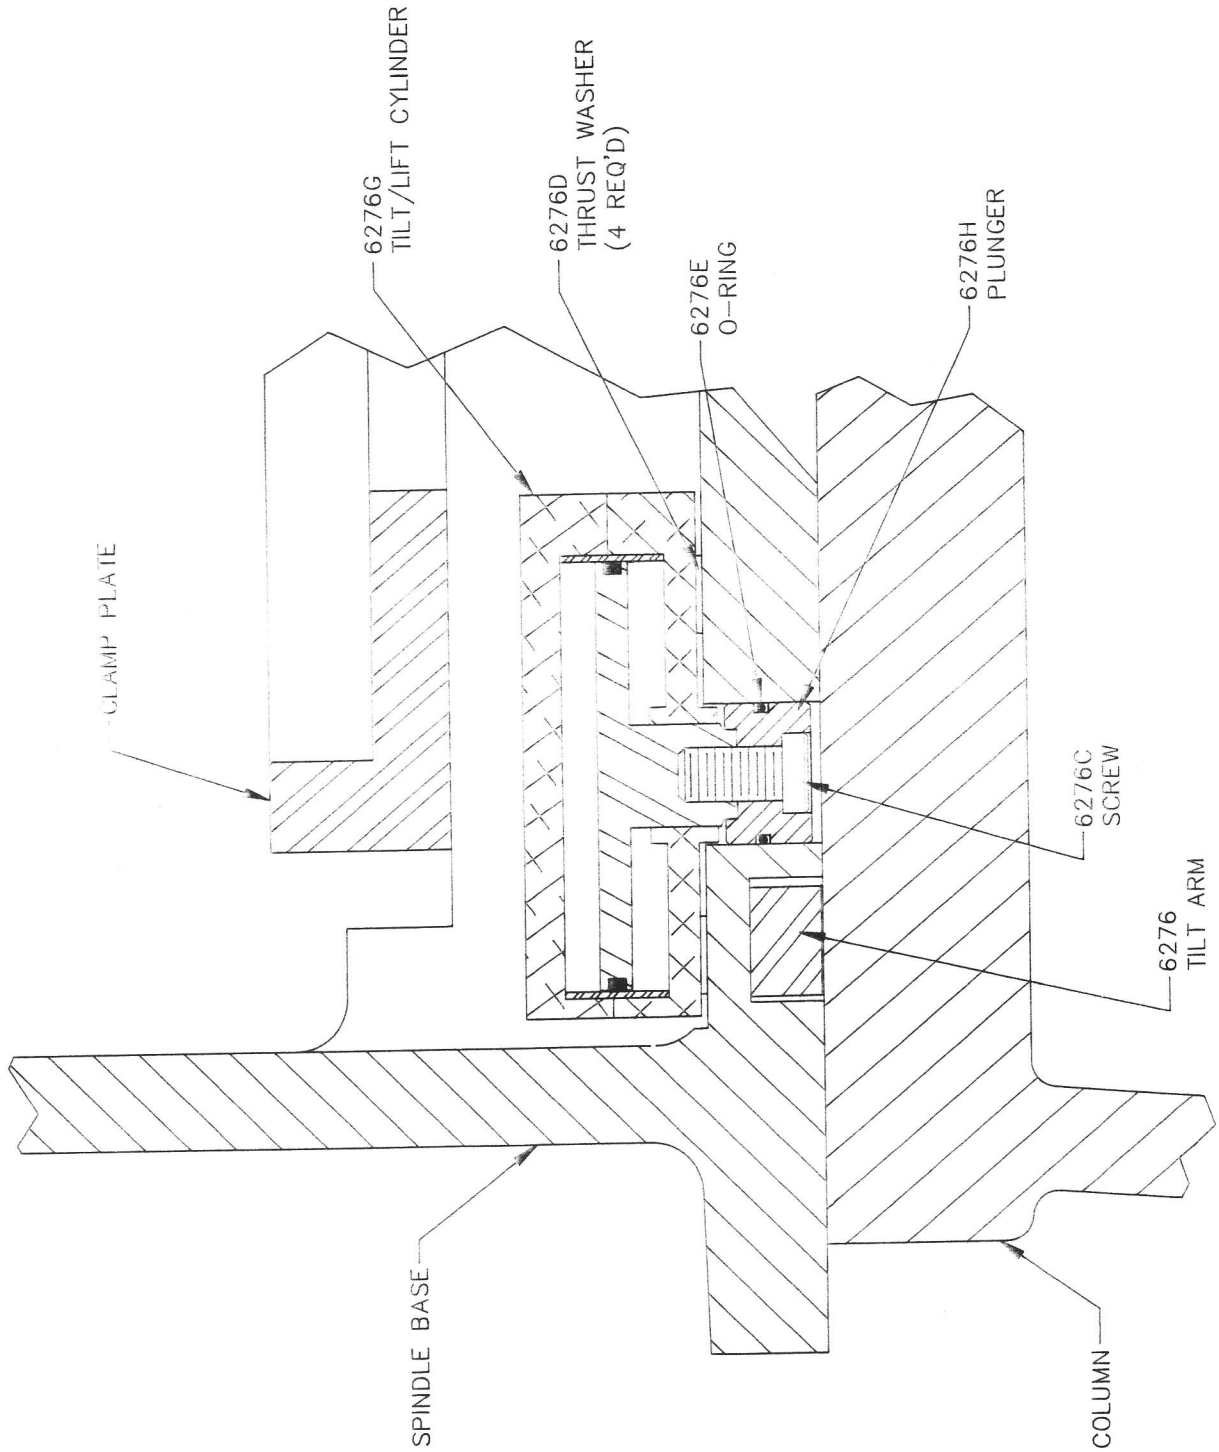 CLAMP PLATE
6276G
TILT/LIFT CYLINDER
6276D
THRUST WASHER
(4 REQ'D)
6276E
O-RING
6276H
PLUNGER
SPINDLE BASE
6276C
SCREW
6276
TILT ARM
COLUMN